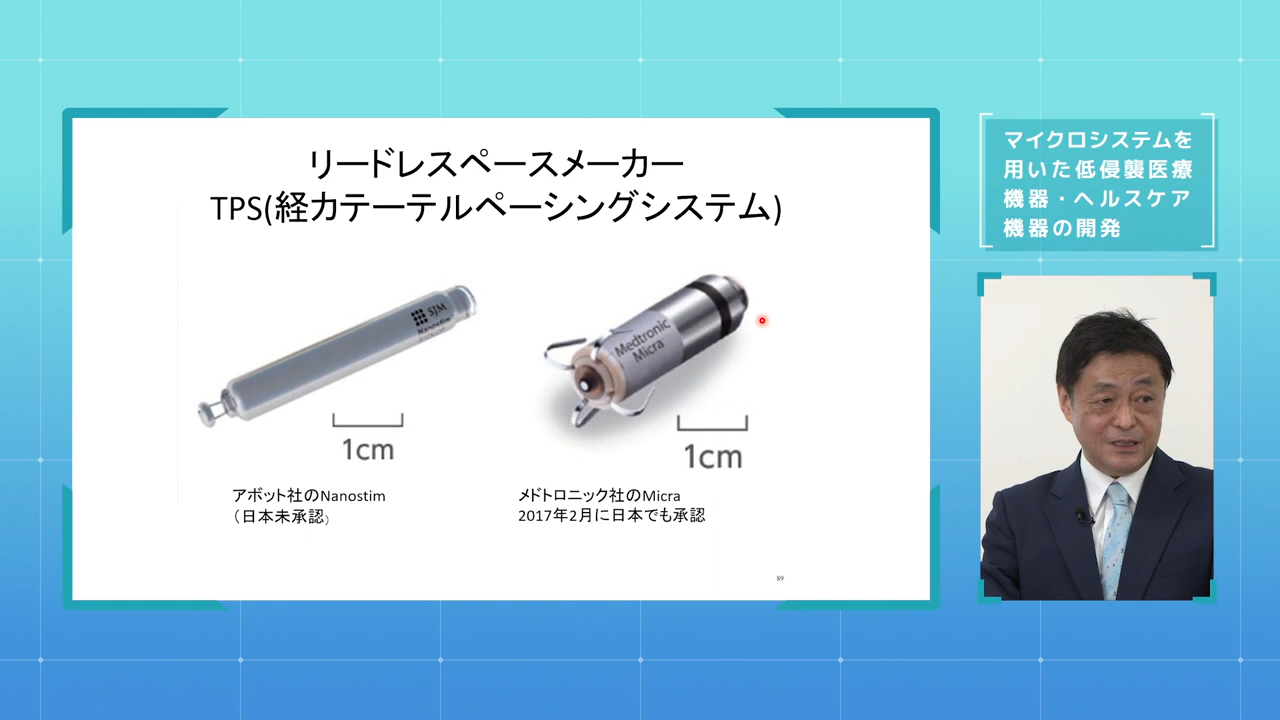 リードレスペースメーカー
TPS(経カテーテルペーシングシステム)
SJM
Nanostim
Medtronic
Micra
1cm
1cm
アボット社のNanostim
（日本未承認）
メドトロニック社のMicra
2017年2月に日本でも承認
89
マイクロシステムを
用いた低侵襲医療
機器・ヘルスケア
機器の開発